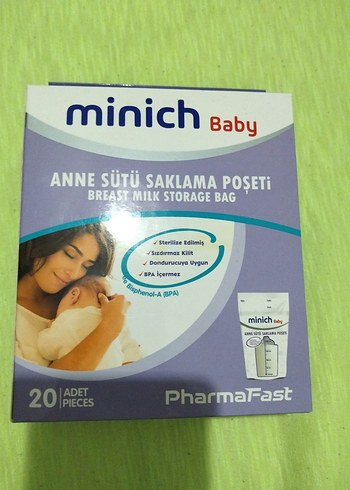 minich Baby
ANNE SÜTÜ SAKLAMA POŞETi
BREAST MILK STORAGE BAG
Sterilize Edilmiş
Sızdırmaz Kilit
Dondurucuya Uygun
BPA İçermez
Bisphenol-A (BPA)
minich Baby
ANNE SÜTÜ SAKLAMA POŞETi
20 ADET
PIECES
PharmaFast